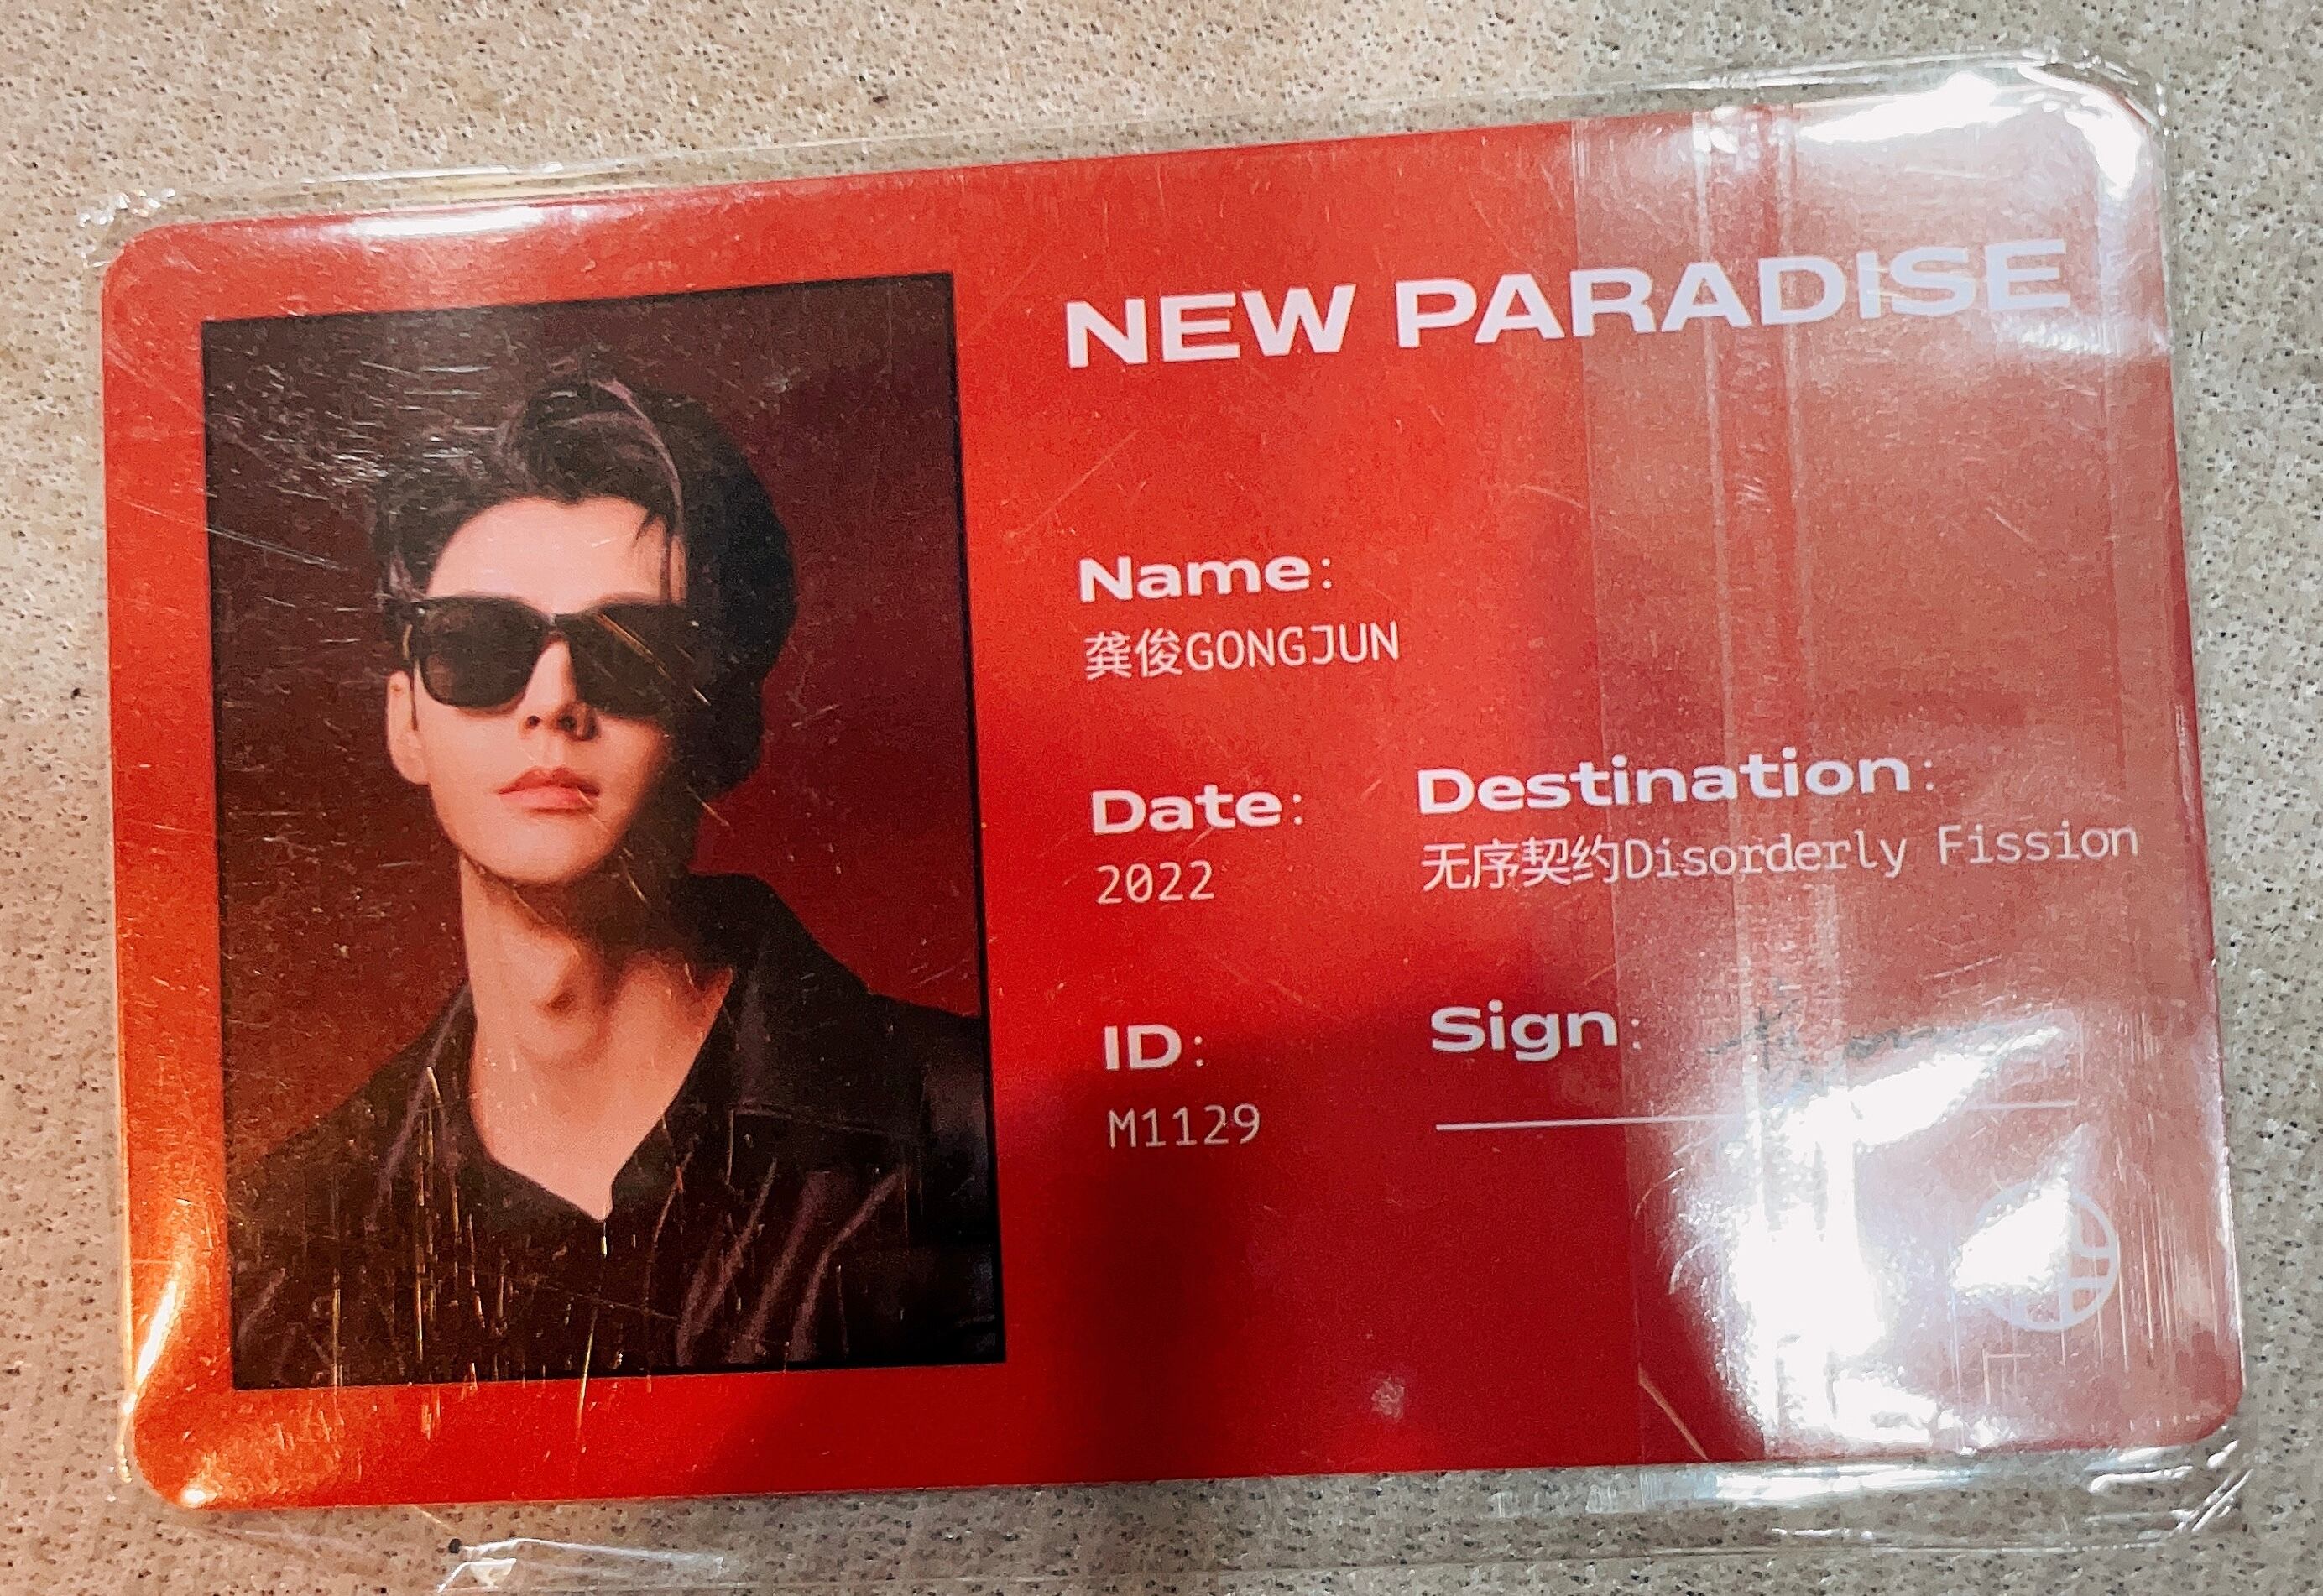 NEW PARADISE
Name:
龚俊GONGJUN
Date:
2022
Destination:
无序契约Disorderly Fission
ID:
M1129
Sign: